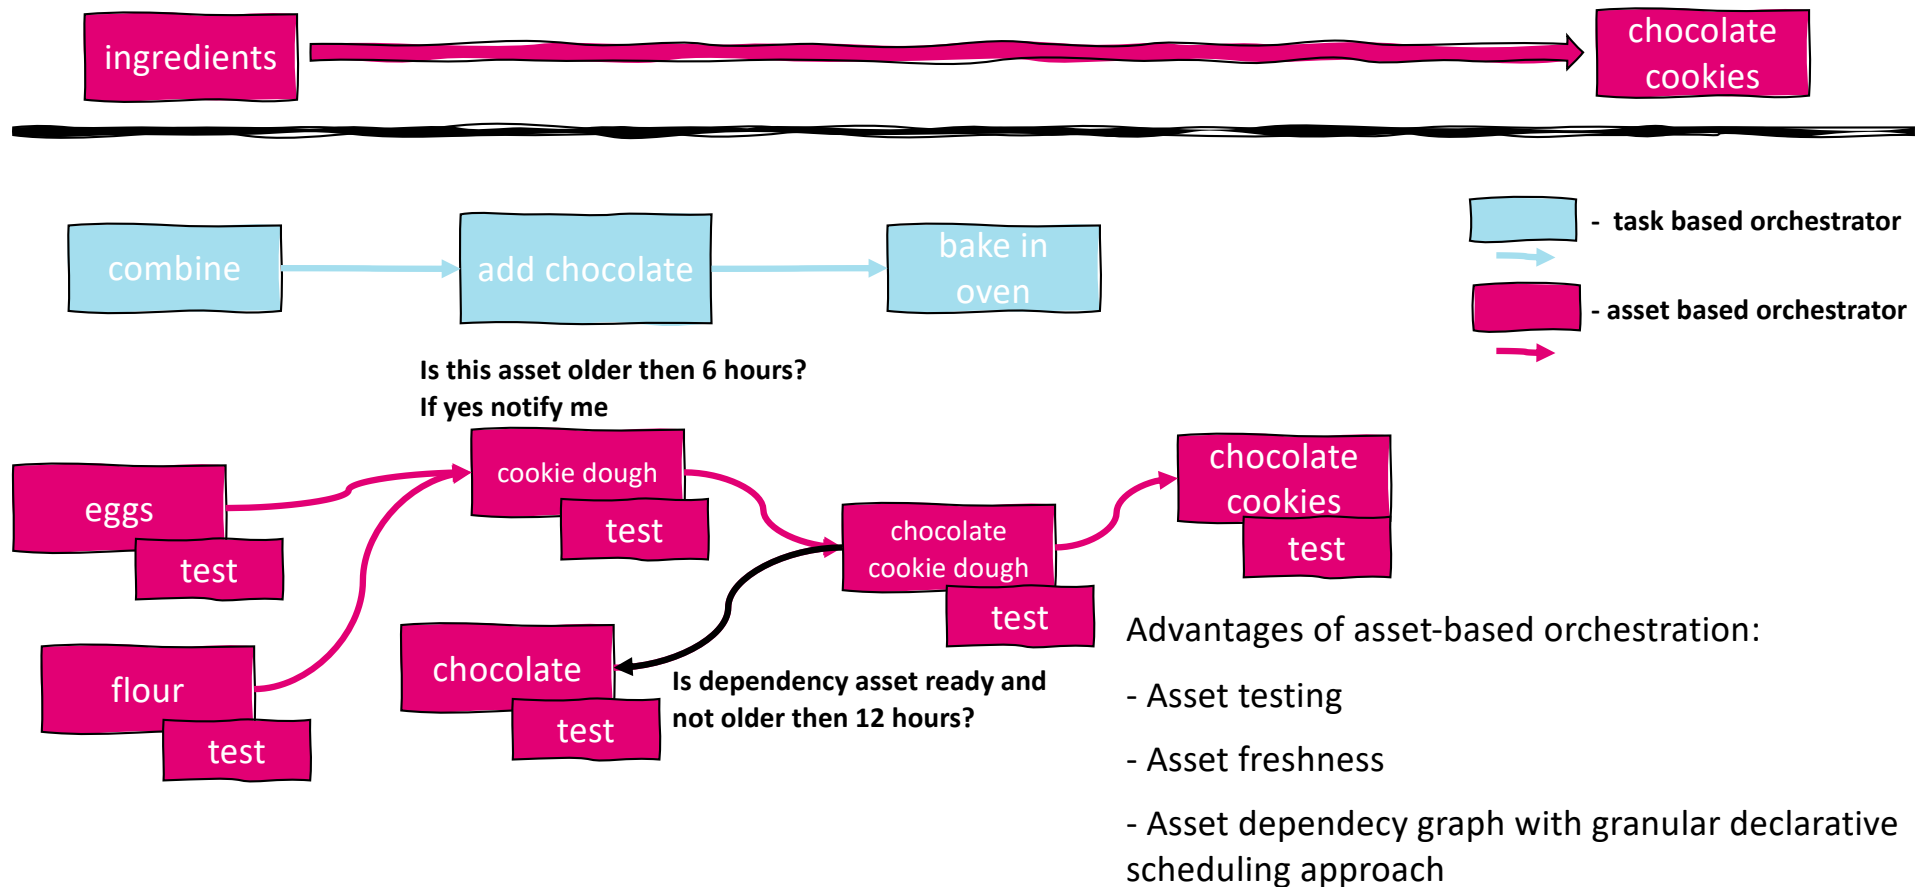 ingredients
chocolate
cookies
combine
add chocolate
bake in
oven
- task based orchestrator
- asset based orchestrator
Is this asset older then 6 hours?
If yes notify me
eggs
test
flour
test
cookie dough
test
chocolate
test
chocolate
cookie dough
test
Is dependency asset ready and
not older then 12 hours?
chocolate
cookies
test
Advantages of asset-based orchestration:
- Asset testing
- Asset freshness
- Asset dependecy graph with granular declarative
scheduling approach